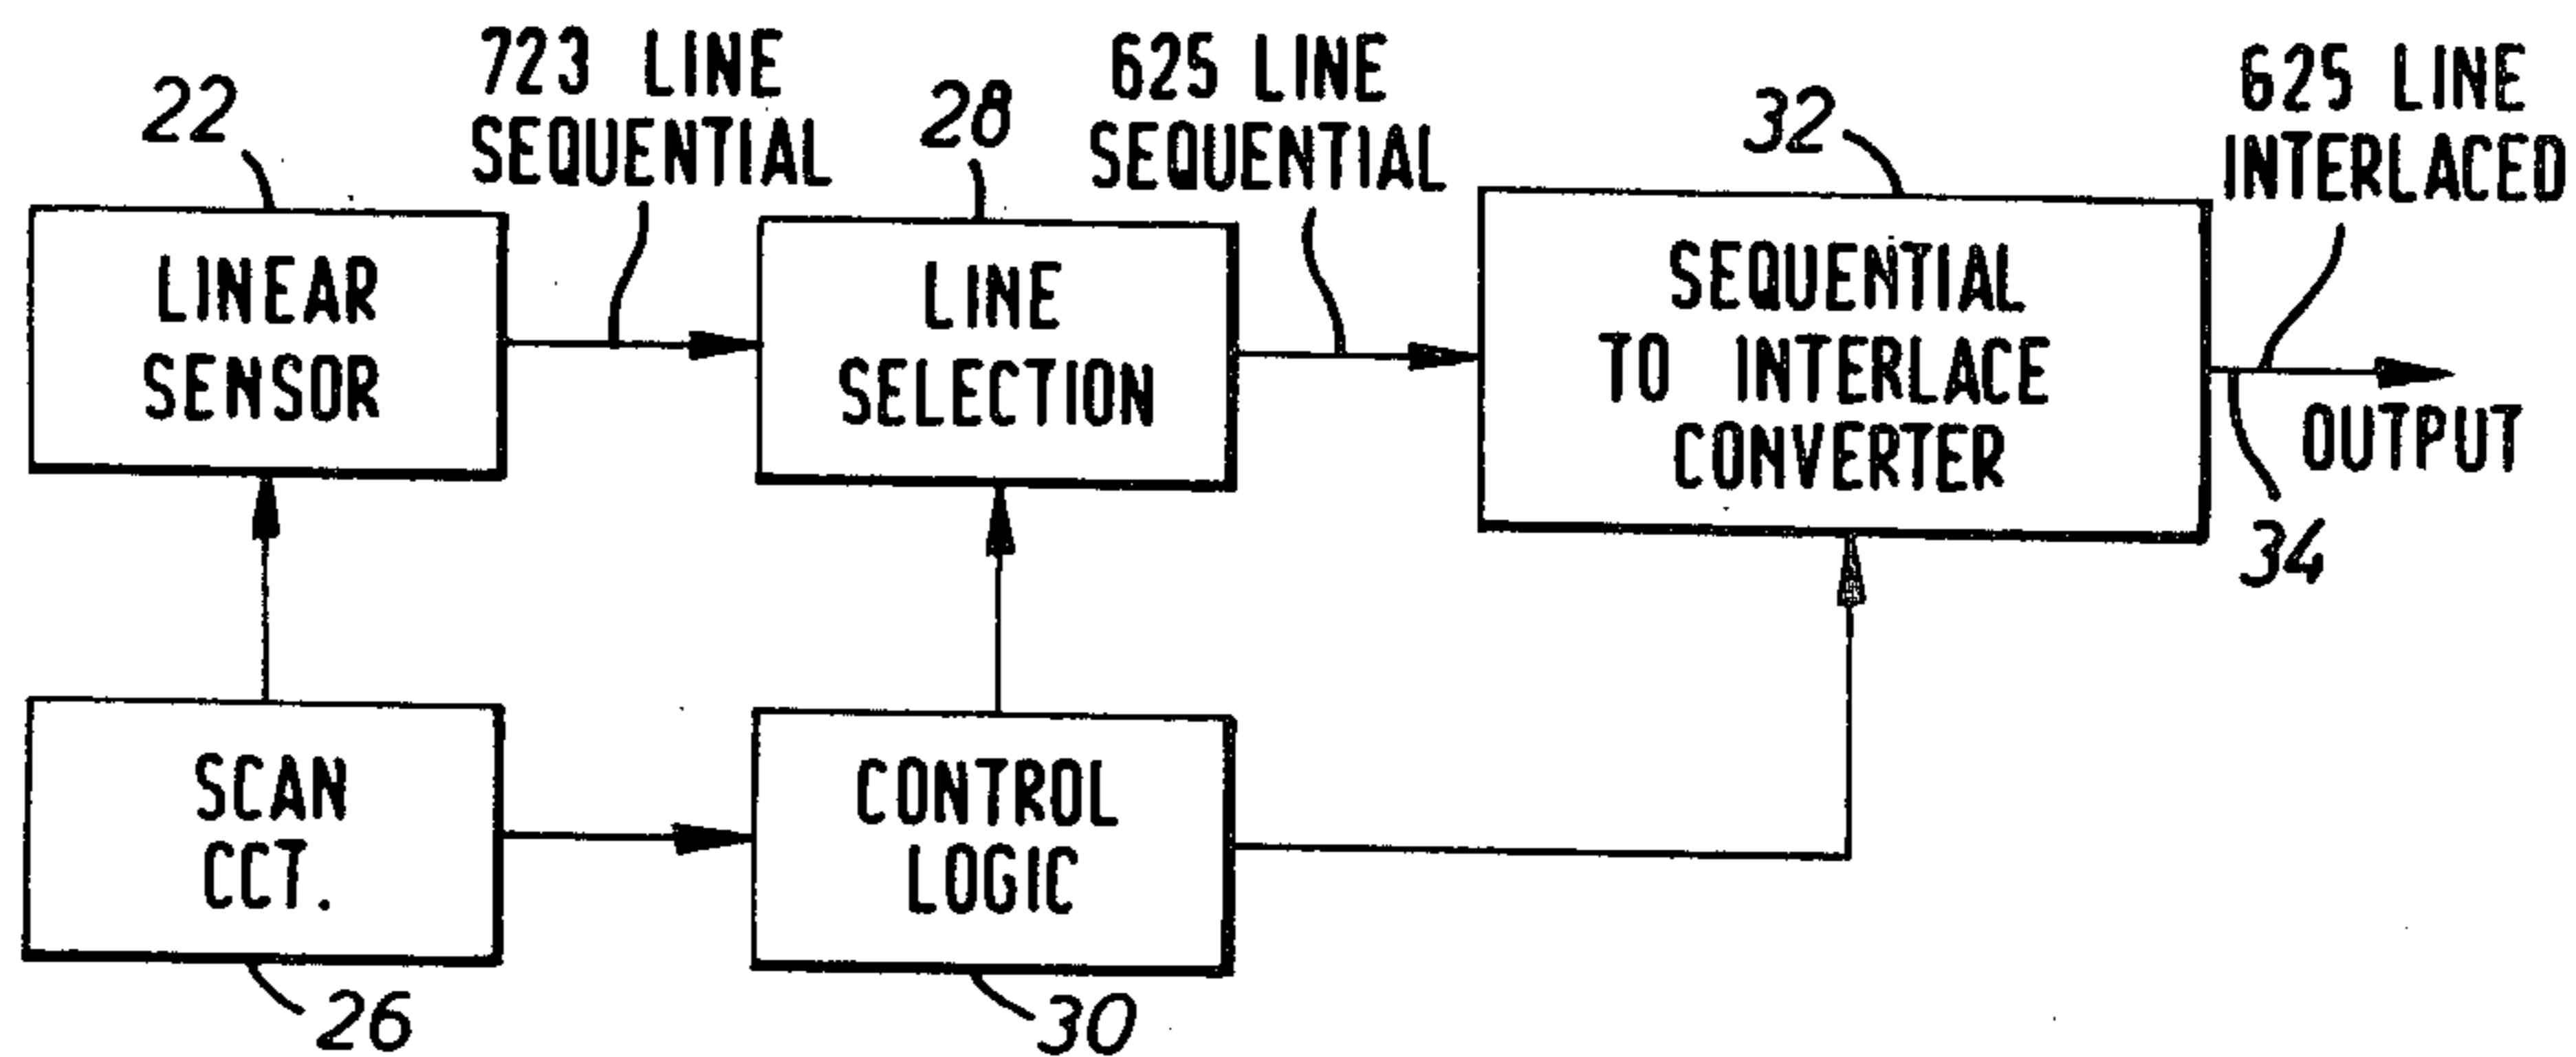 22
723 LINE
SEQUENTIAL
28
625 LINE
SEQUENTIAL
32
625 LINE
INTERLACED
LINEAR
SENSOR
LINE
SELECTION
SEQUENTIAL
TO INTERLACE
CONVERTER
OUTPUT
34
SCAN
CCT.
26
CONTROL
LOGIC
30